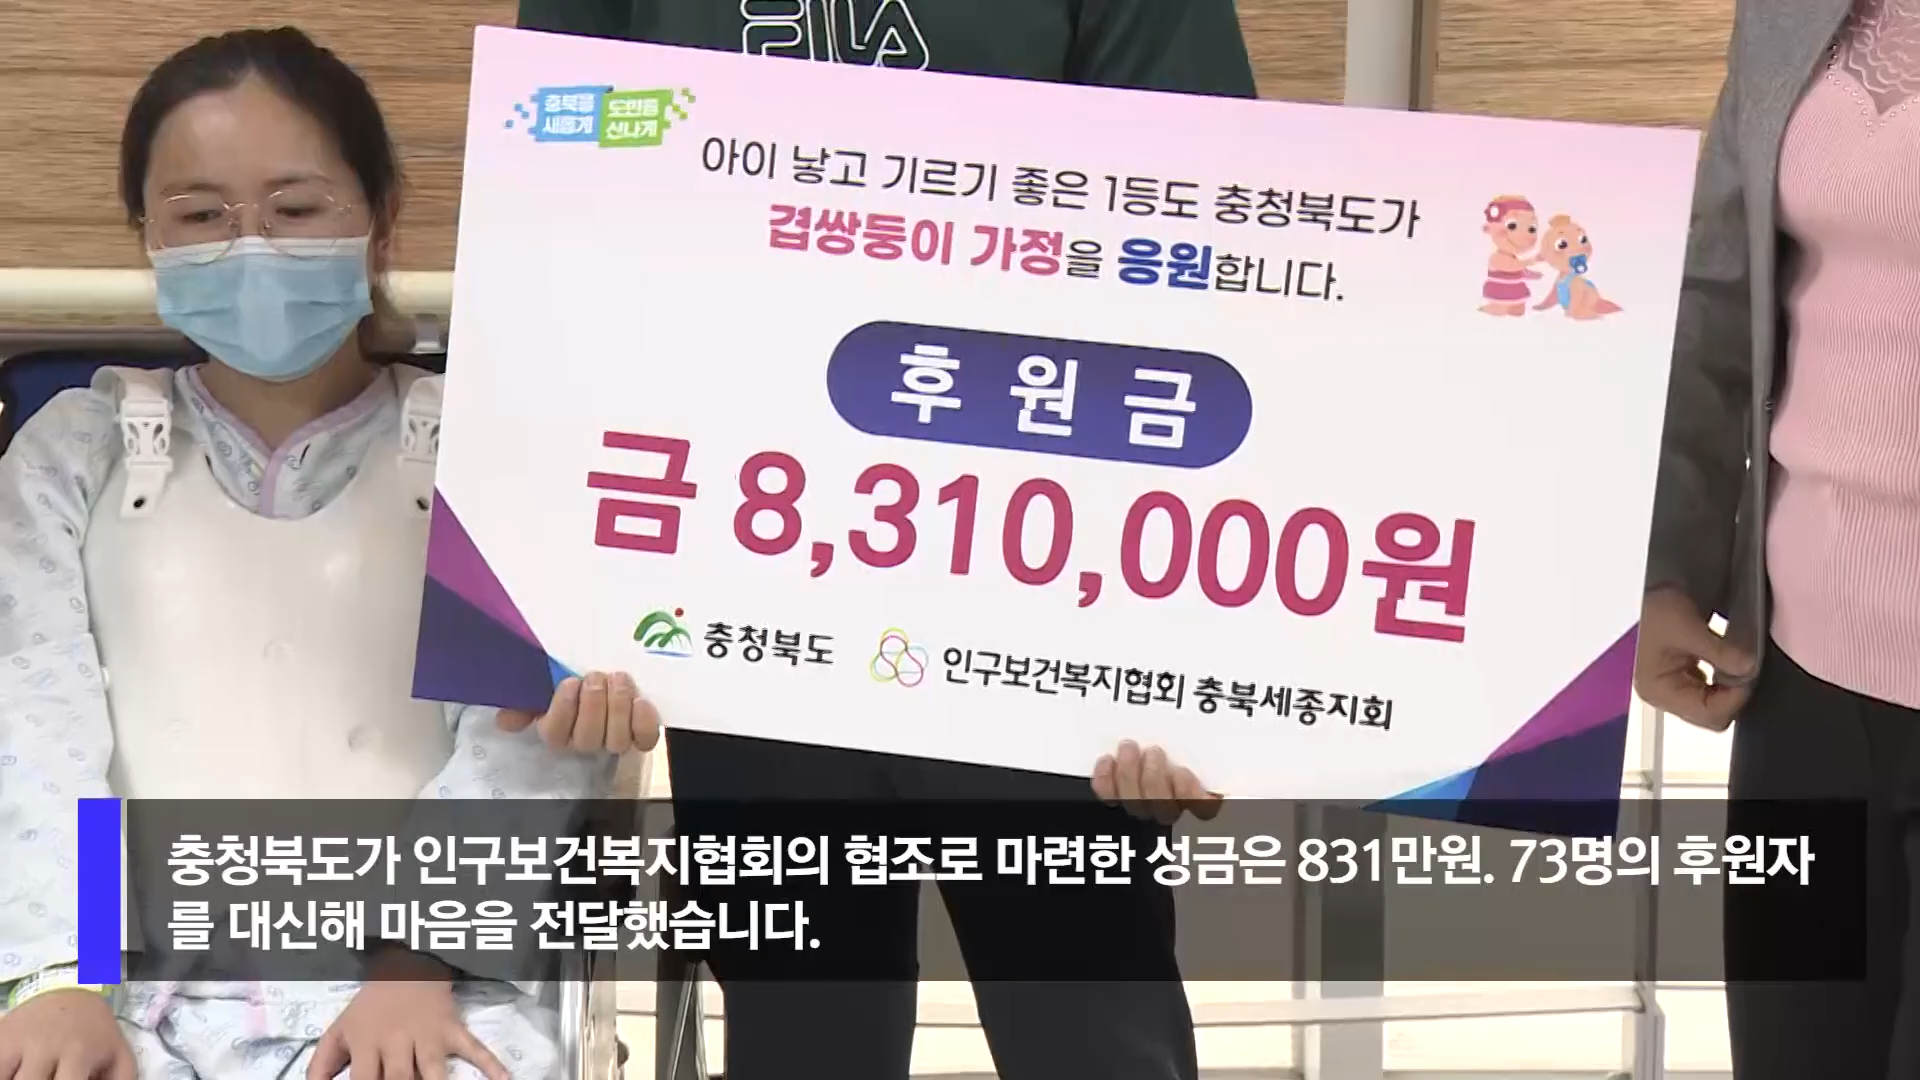 FILA
충북을 도민을
새롭게 신나게
아이 낳고 기르기 좋은 1등도 충청북도가
겹쌍둥이 가정을 응원합니다.
후원금
금 8,310,000원
충청북도 인구보건복지협회 충북세종지회
충청북도가 인구보건복지협회의 협조로 마련한 성금은 831만원. 73명의 후원자
를 대신해 마음을 전달했습니다.